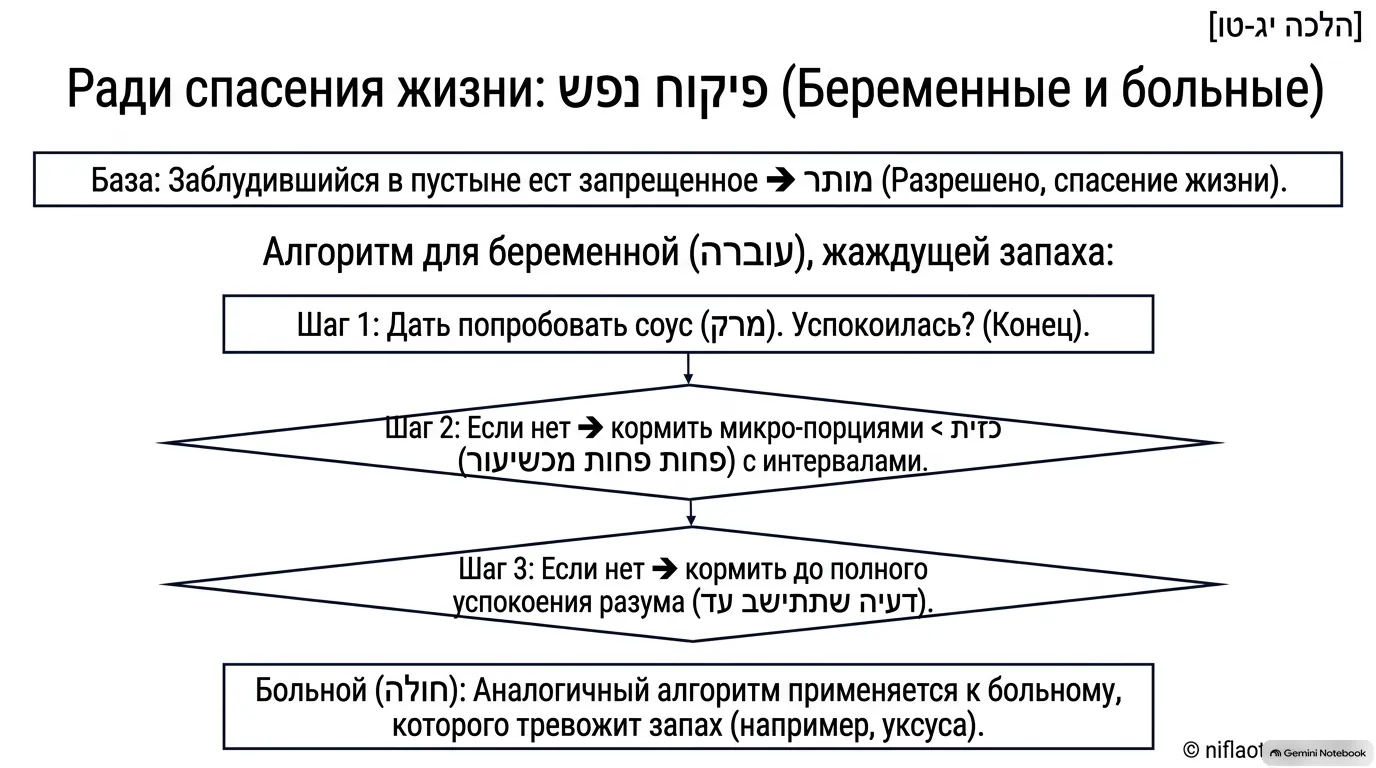 [הלכה יג-טו]
Ради спасения жизни: פיקוח נפש (Беременные и больные)
База: Заблудившийся в пустыне ест запрещенное ➔ מותר (Разрешено, спасение жизни).
Алгоритм для беременной (עוברה), жаждущей запаха:
Шаг 1: Дать попробовать соус (מרק). Успокоилась? (Конец).
Шаг 2: Если нет ➔ кормить микро-порциями < כזית
(פחות פחות מכשיעור) с интервалами.
Шаг 3: Если нет ➔ кормить до полного
успокоения разума (דעיה שתתישב עד).
Больной (חולה): Аналогичный алгоритм применяется к больному,
которого тревожит запах (например, уксуса).
© niflaot
Gemini Notebook